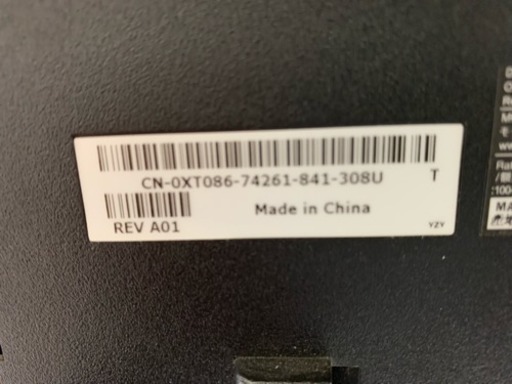 CN-0XT086-74261-841-308U T
Made in China
REV A01
YZY